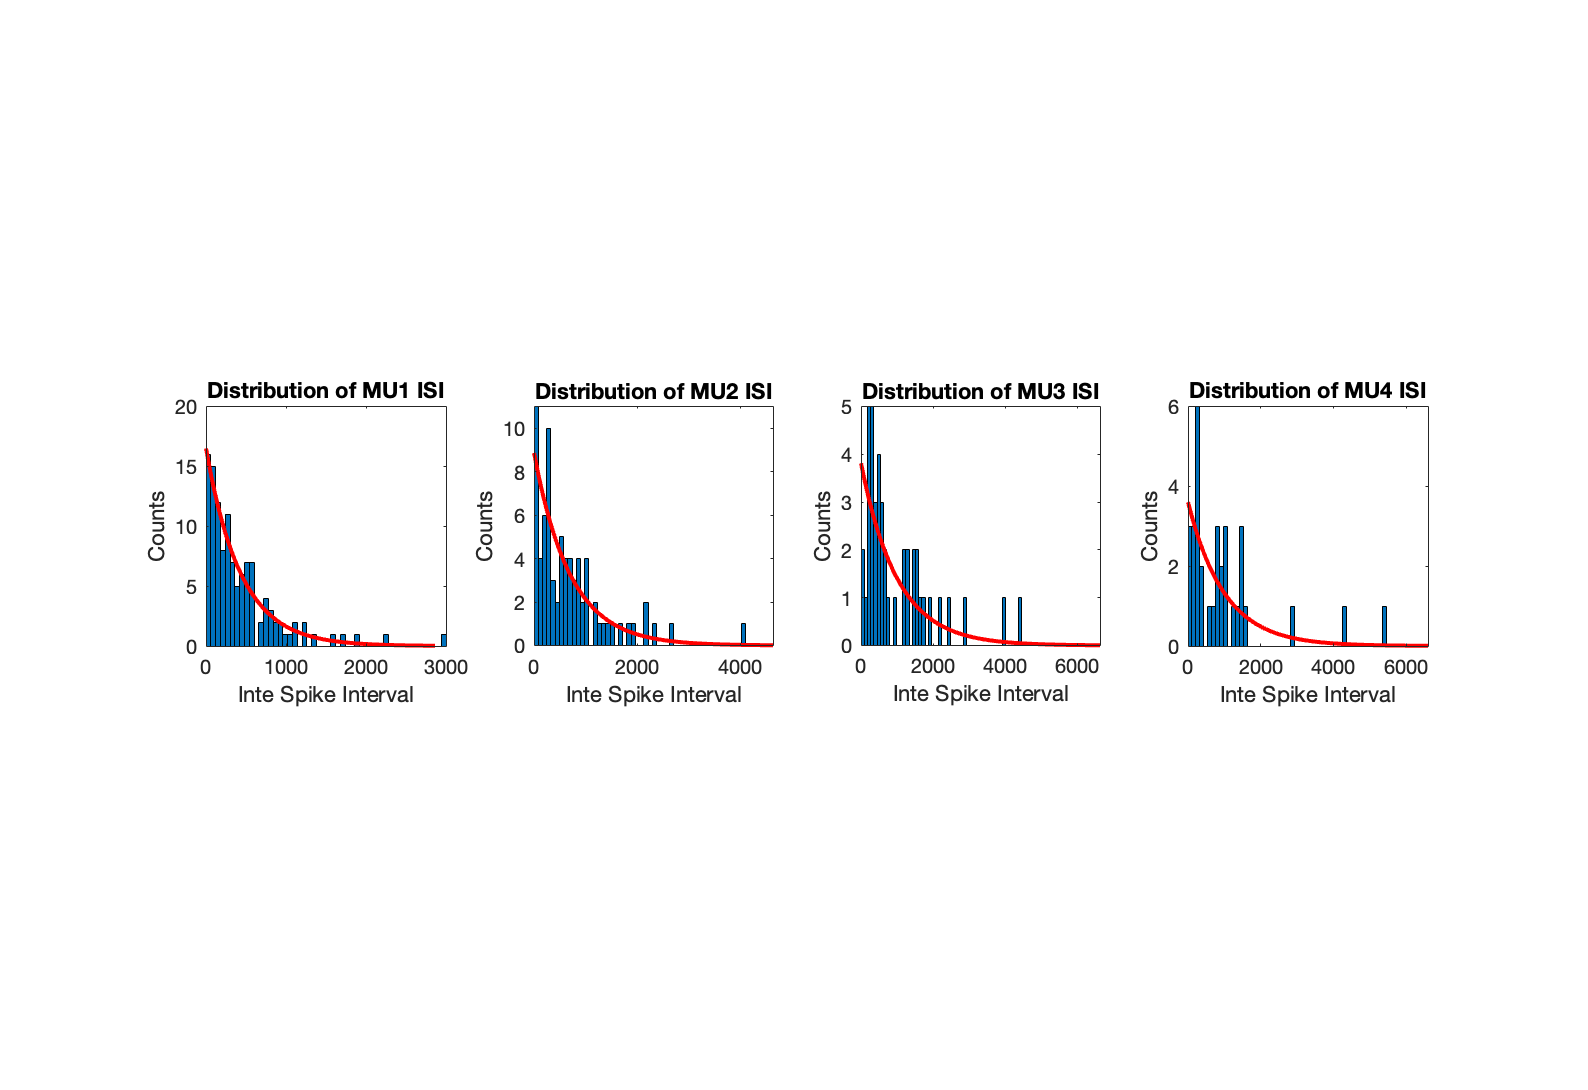 Distribution of MU1 ISI
20
15
10
5
0
0 1000 2000 3000
Counts
Inte Spike Interval
Distribution of MU2 ISI
10
8
6
4
2
0
0 2000 4000
Counts
Inte Spike Interval
Distribution of MU3 ISI
5
4
3
2
1
0
0 2000 4000 6000
Counts
Inte Spike Interval
Distribution of MU4 ISI
6
4
2
0
0 2000 4000 6000
Counts
Inte Spike Interval